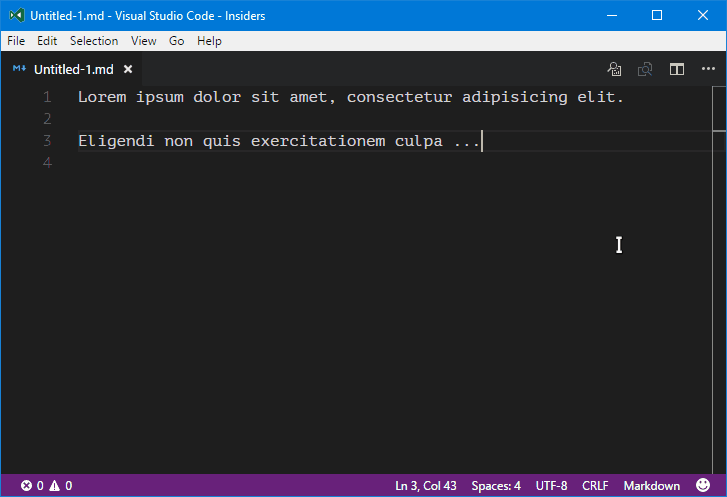 Untitled-1.md - Visual Studio Code - Insiders
File Edit Selection View Go Help
M↓ Untitled-1.md
1 Lorem ipsum dolor sit amet, consectetur adipisicing elit.
2
3 Eligendi non quis exercitationem culpa ...
4
0 0 Ln 3, Col 43 Spaces: 4 UTF-8 CRLF Markdown